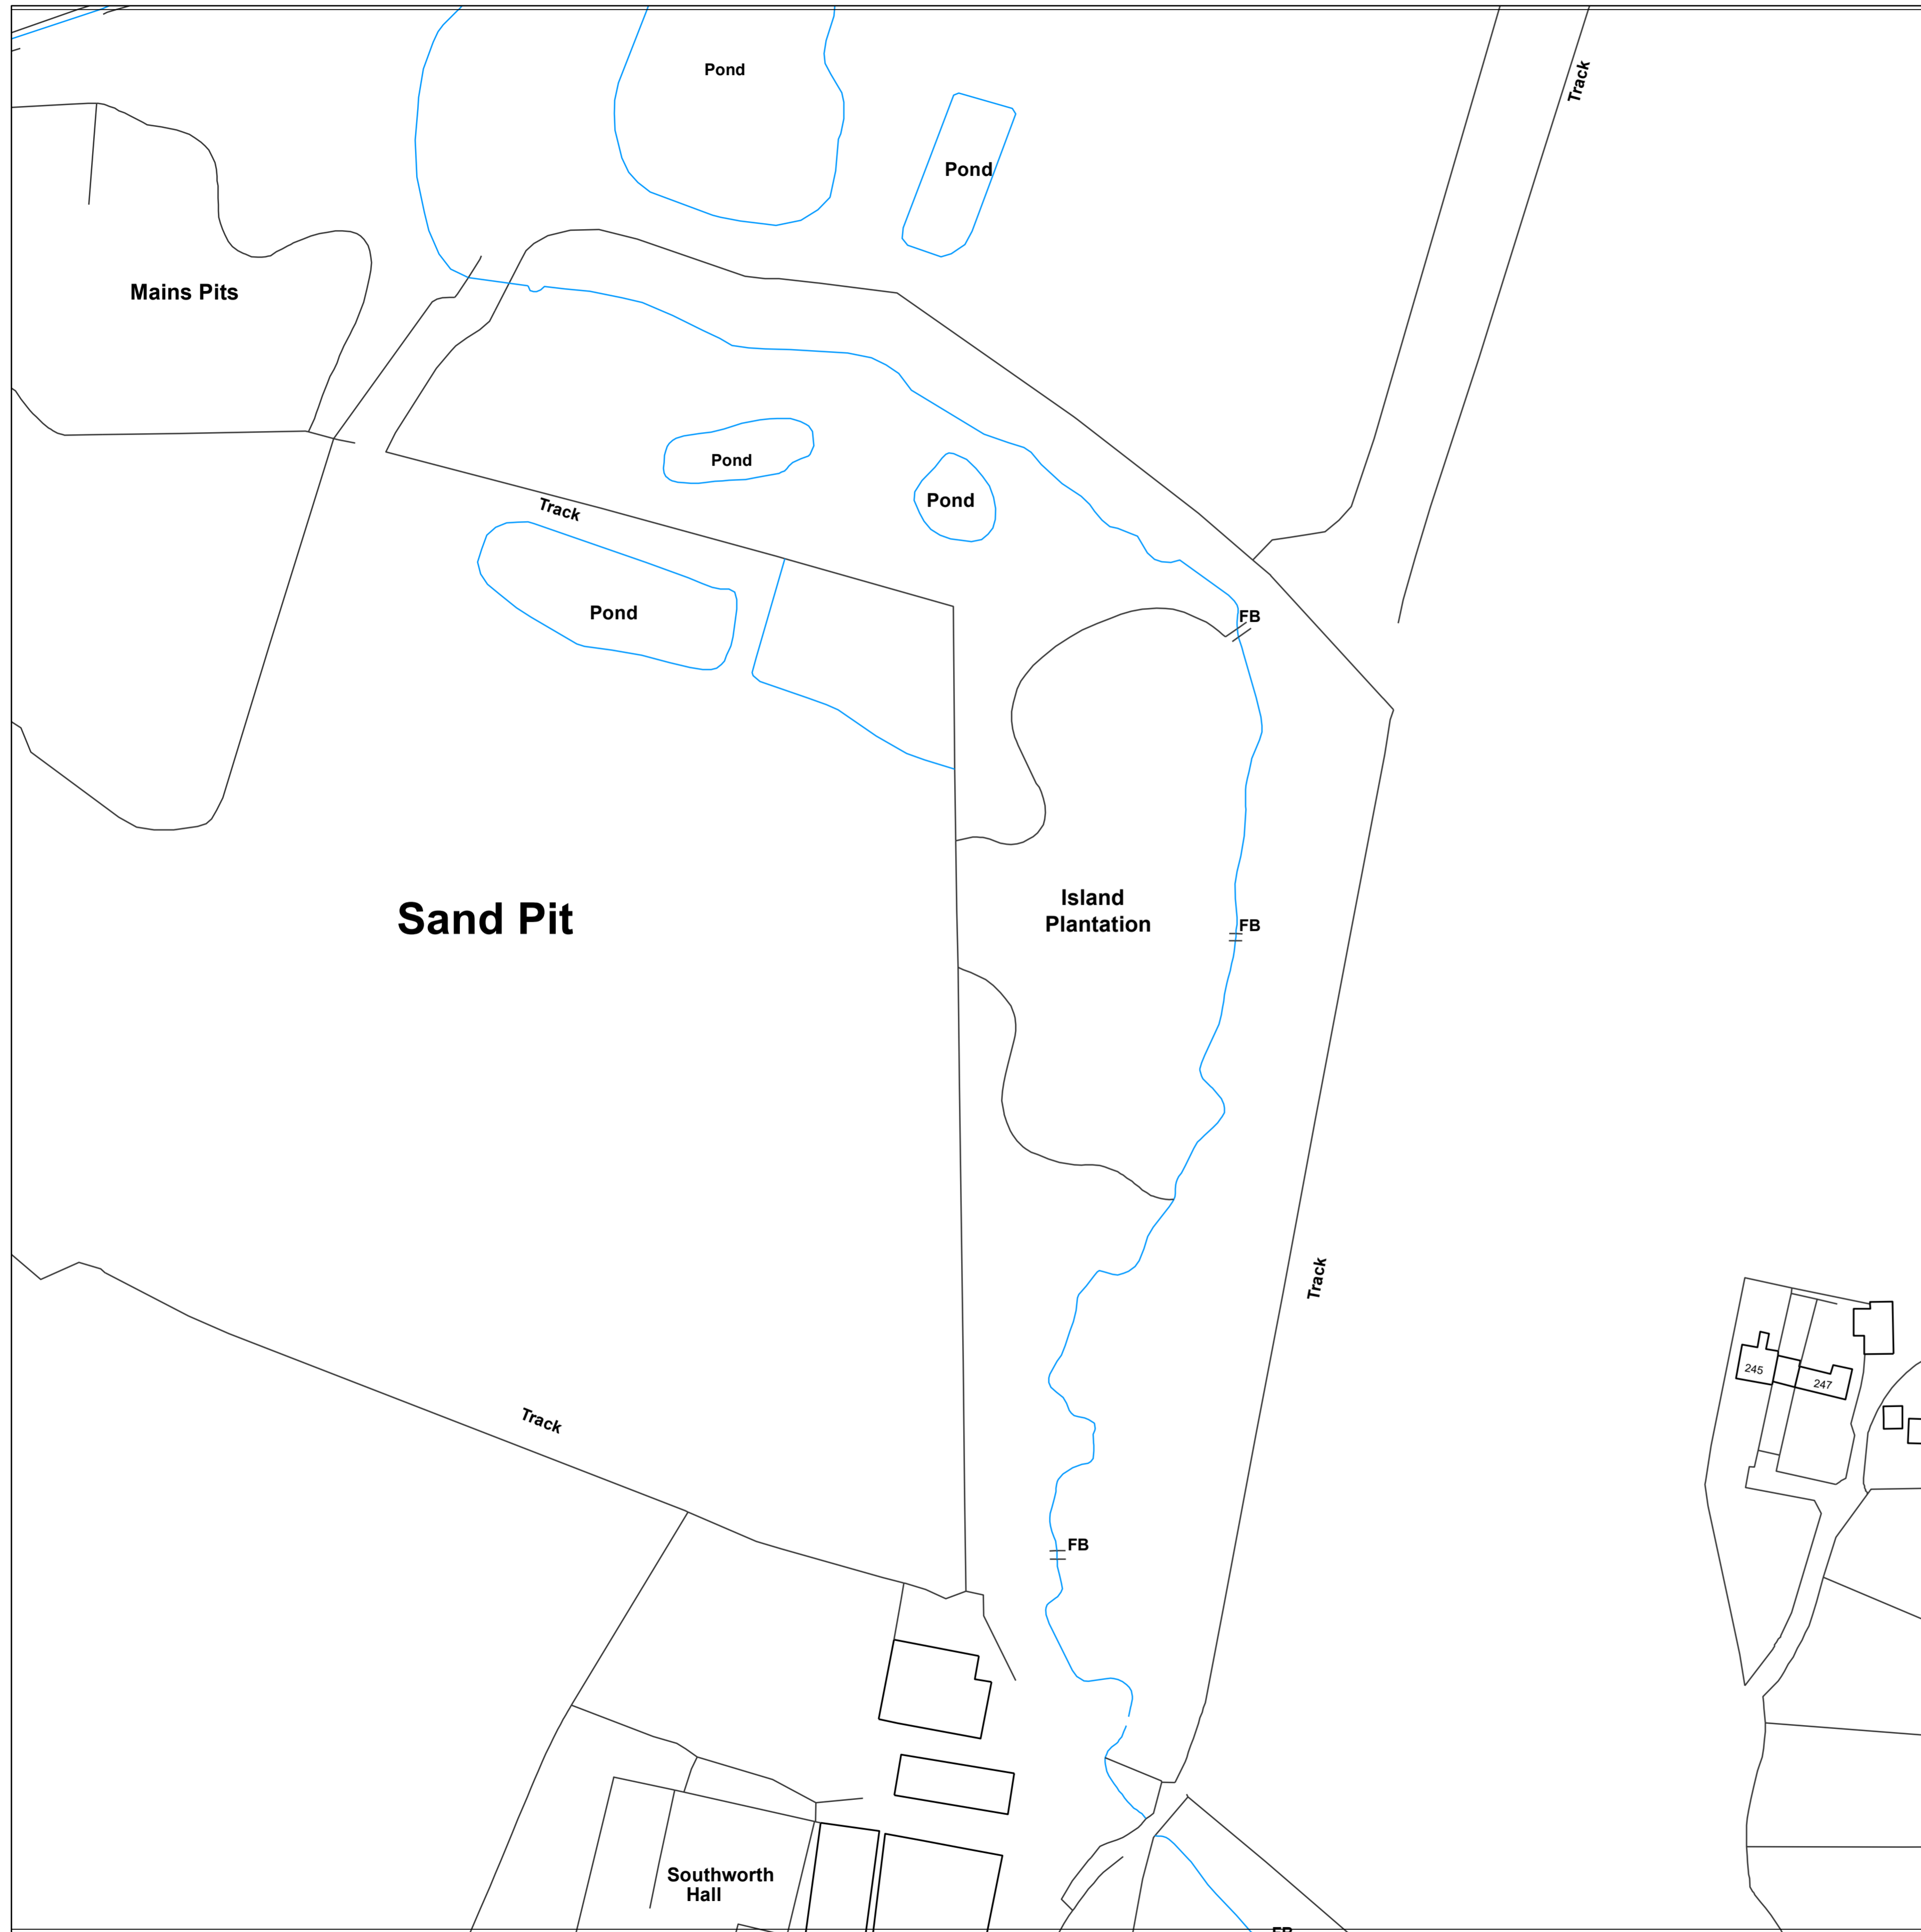 Pond
Track
Pond
Mains Pits
Pond
Pond
Track
Pond
FB
Island
Plantation
Sand Pit
FB
Track
245
247
Track
FB
Southworth
Hall
FB